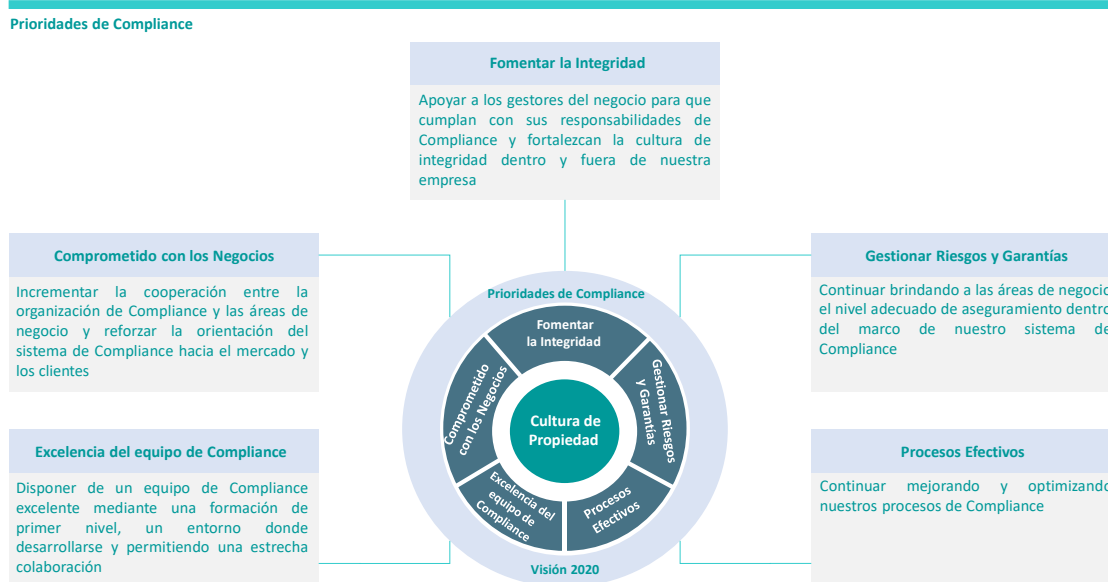 Prioridades de Compliance
Fomentar la Integridad
Apoyar a los gestores del negocio para que
cumplan con sus responsabilidades de
Compliance y fortalezcan la cultura de
integridad dentro y fuera de nuestra
empresa
Comprometido con los Negocios
Incrementar la cooperación entre la
organización de Compliance y las áreas de
negocio y reforzar la orientación del
sistema de Compliance hacia el mercado y
los clientes
Gestionar Riesgos y Garantías
Continuar brindando a las áreas de negocio
el nivel adecuado de aseguramiento dentro
del marco de nuestro sistema de
Compliance
Prioridades de Compliance
Fomentar
la Integridad
Comprometido
con los Negocios
Gestionar Riesgos
y Garantías
Cultura de
Propiedad
Excelencia del
equipo de
Compliance
Procesos
Efectivos
Visión 2020
Excelencia del equipo de Compliance
Disponer de un equipo de Compliance
excelente mediante una formación de
primer nivel, un entorno donde
desarrollarse y permitiendo una estrecha
colaboración
Procesos Efectivos
Continuar mejorando y optimizando
nuestros procesos de Compliance